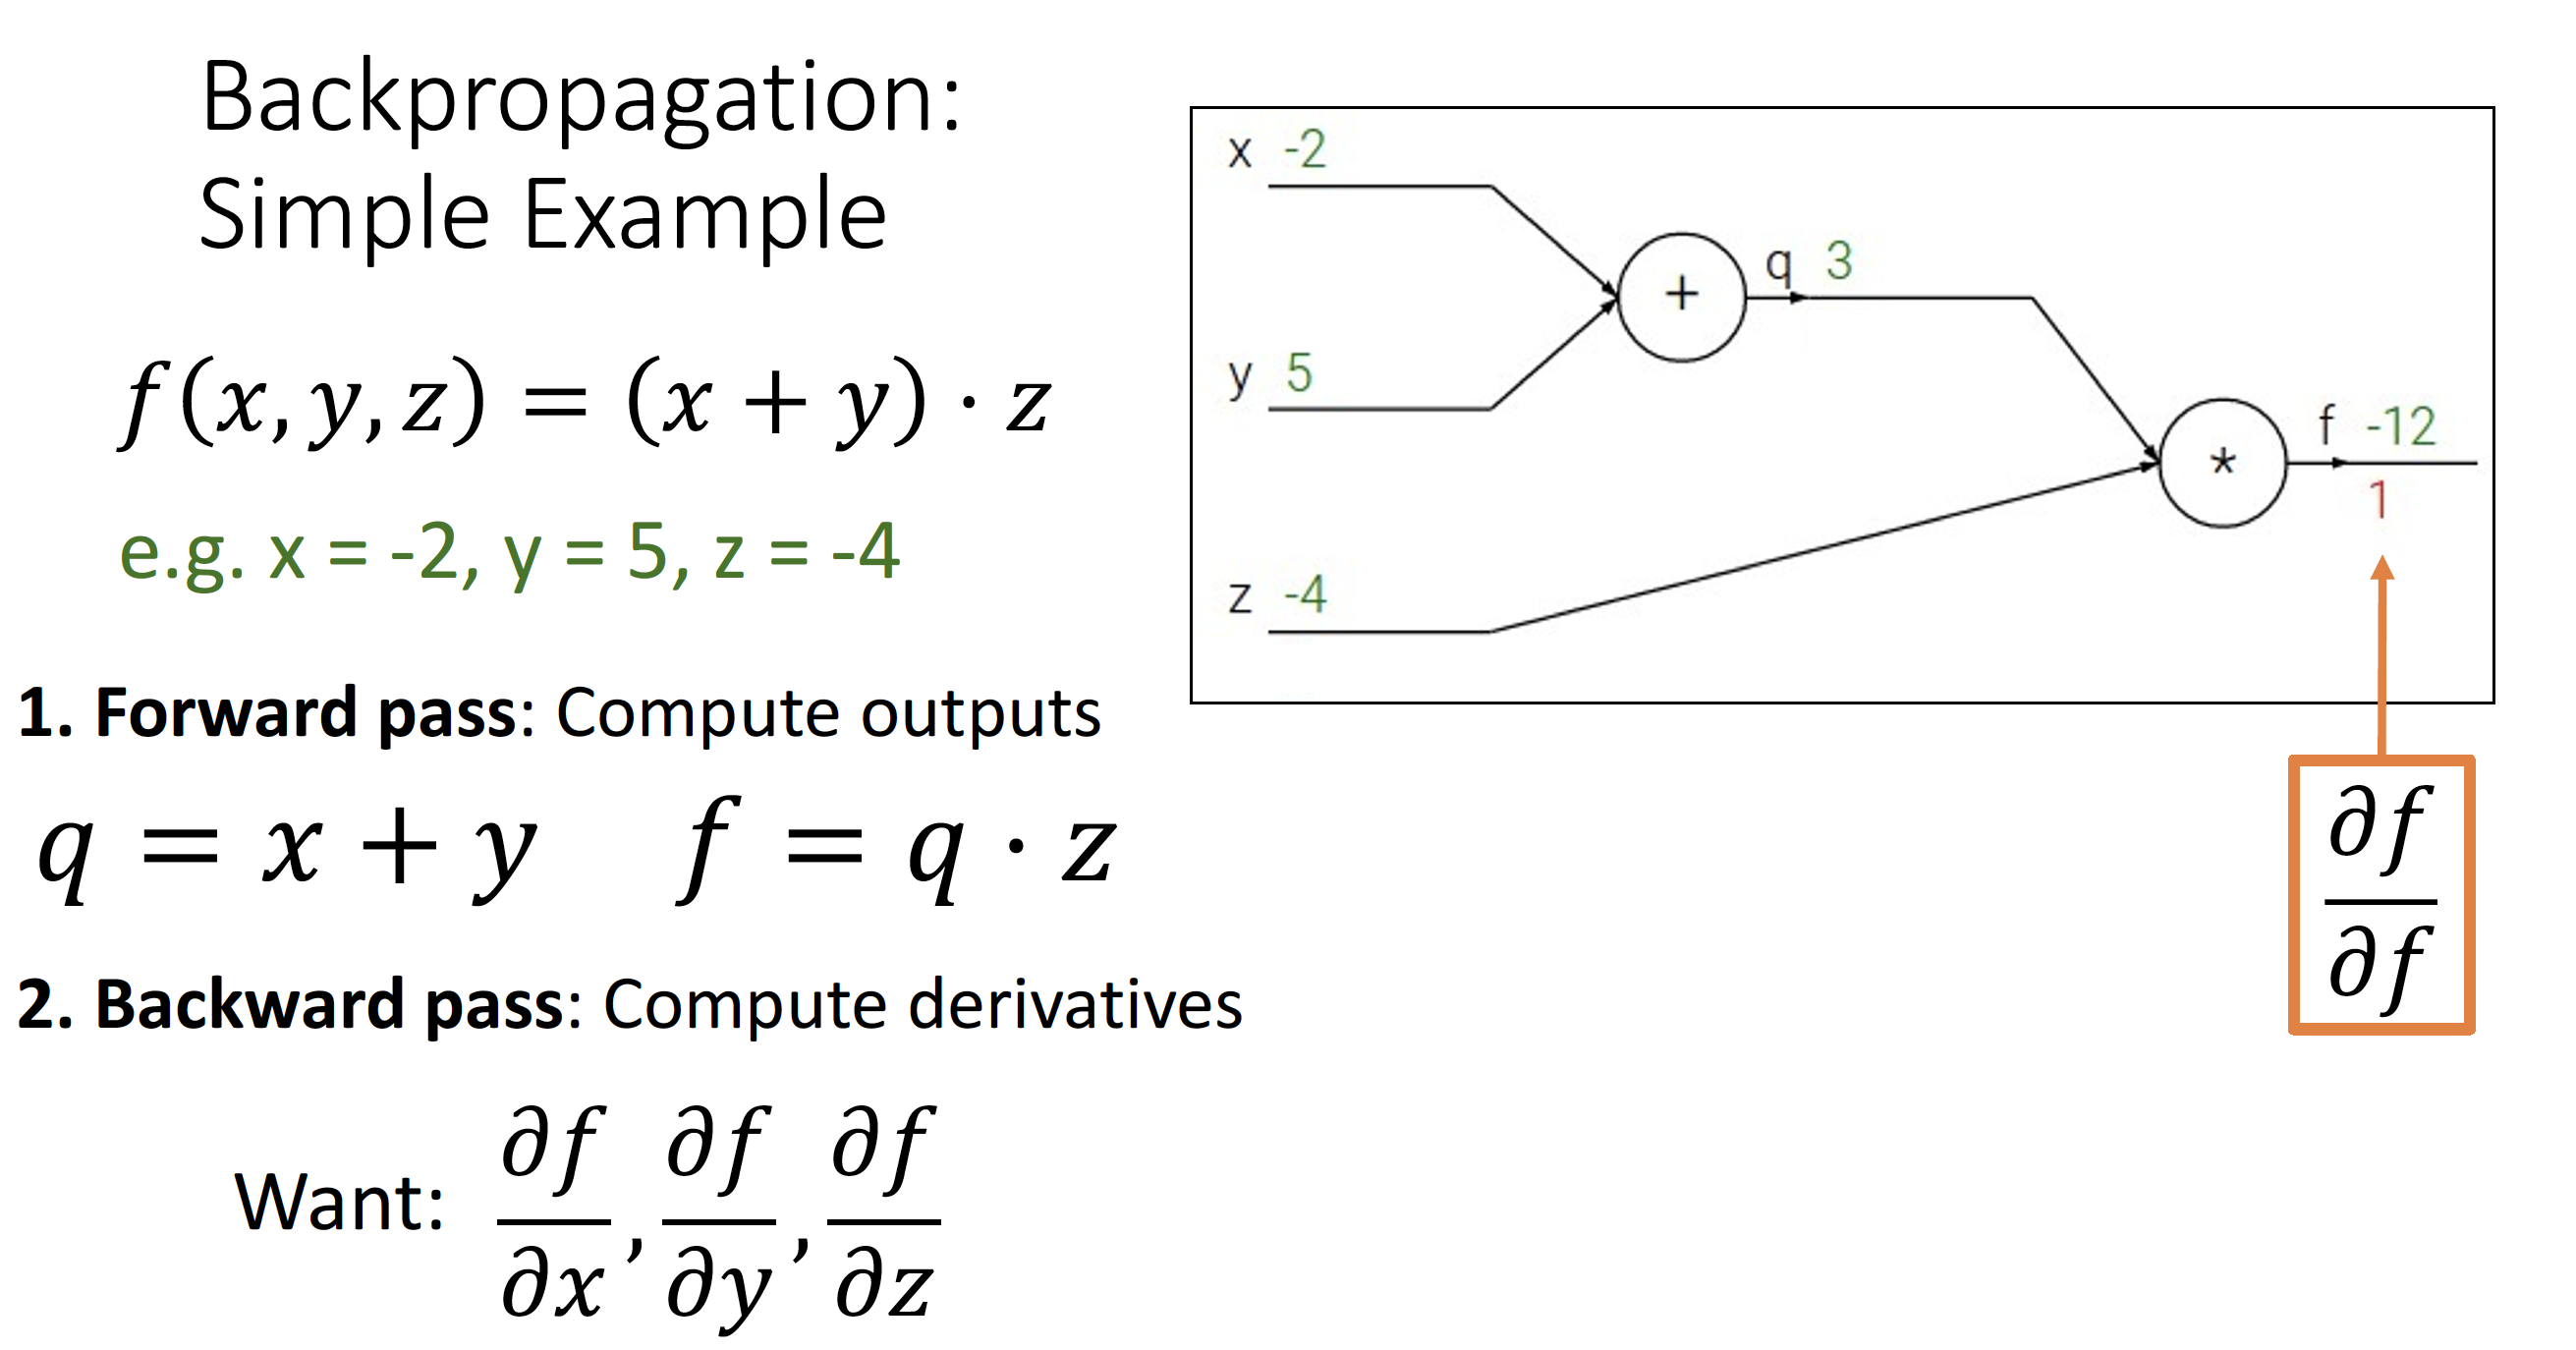 Backpropagation:
Simple Example
f(x, y, z) = (x + y) · z
e.g. x = -2, y = 5, z = -4
1. Forward pass: Compute outputs
q = x + y    f = q · z
2. Backward pass: Compute derivatives
Want: ∂f/∂x, ∂f/∂y, ∂f/∂z
x -2
y 5
z -4
+
q 3
*
f -12
1
∂f/∂f